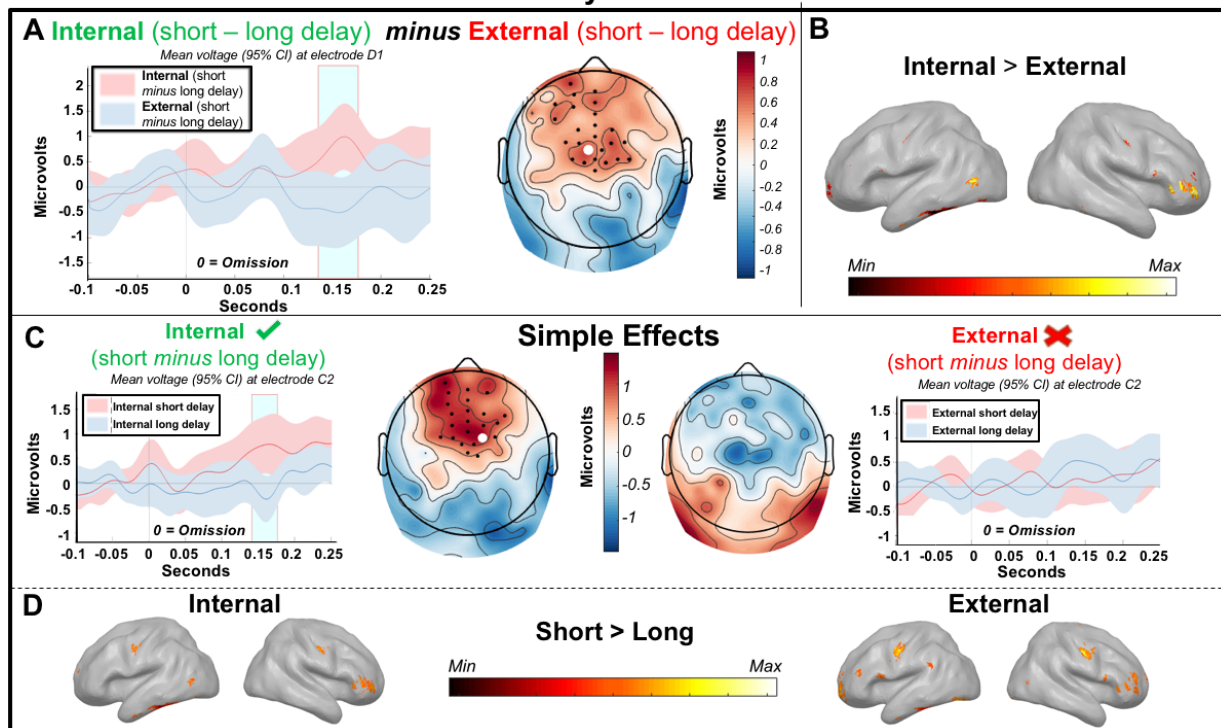 A Internal (short – long delay) minus External (short – long delay)
Mean voltage (95% CI) at electrode D1
Internal (short
minus long delay)
External (short
minus long delay)
Microvolts
2
1.5
1
0.5
0
-0.5
-1
-1.5
0 = Omission
-0.1 -0.05 0 0.05 0.1 0.15 0.2 0.25
Seconds
Microvolts
1
0.8
0.6
0.4
0.2
0
-0.2
-0.4
-0.6
-0.8
-1
B
Internal > External
Min Max
C
Internal
(short minus long delay)
Mean voltage (95% CI) at electrode C2
Internal short delay
Internal long delay
Microvolts
1.5
1
0.5
0
-0.5
-1
0 = Omission
-0.1 -0.05 0 0.05 0.1 0.15 0.20 0.25
Seconds
Simple Effects
Microvolts
1
0.5
0
-0.5
-1
External
(short minus long delay)
Mean voltage (95% CI) at electrode C2
External short delay
External long delay
Microvolts
1.5
1
0.5
0
-0.5
-1
0 = Omission
-0.1 -0.05 0 0.05 0.10 0.15 0.20 0.25
Seconds
D
Internal
Short > Long
Min Max
External